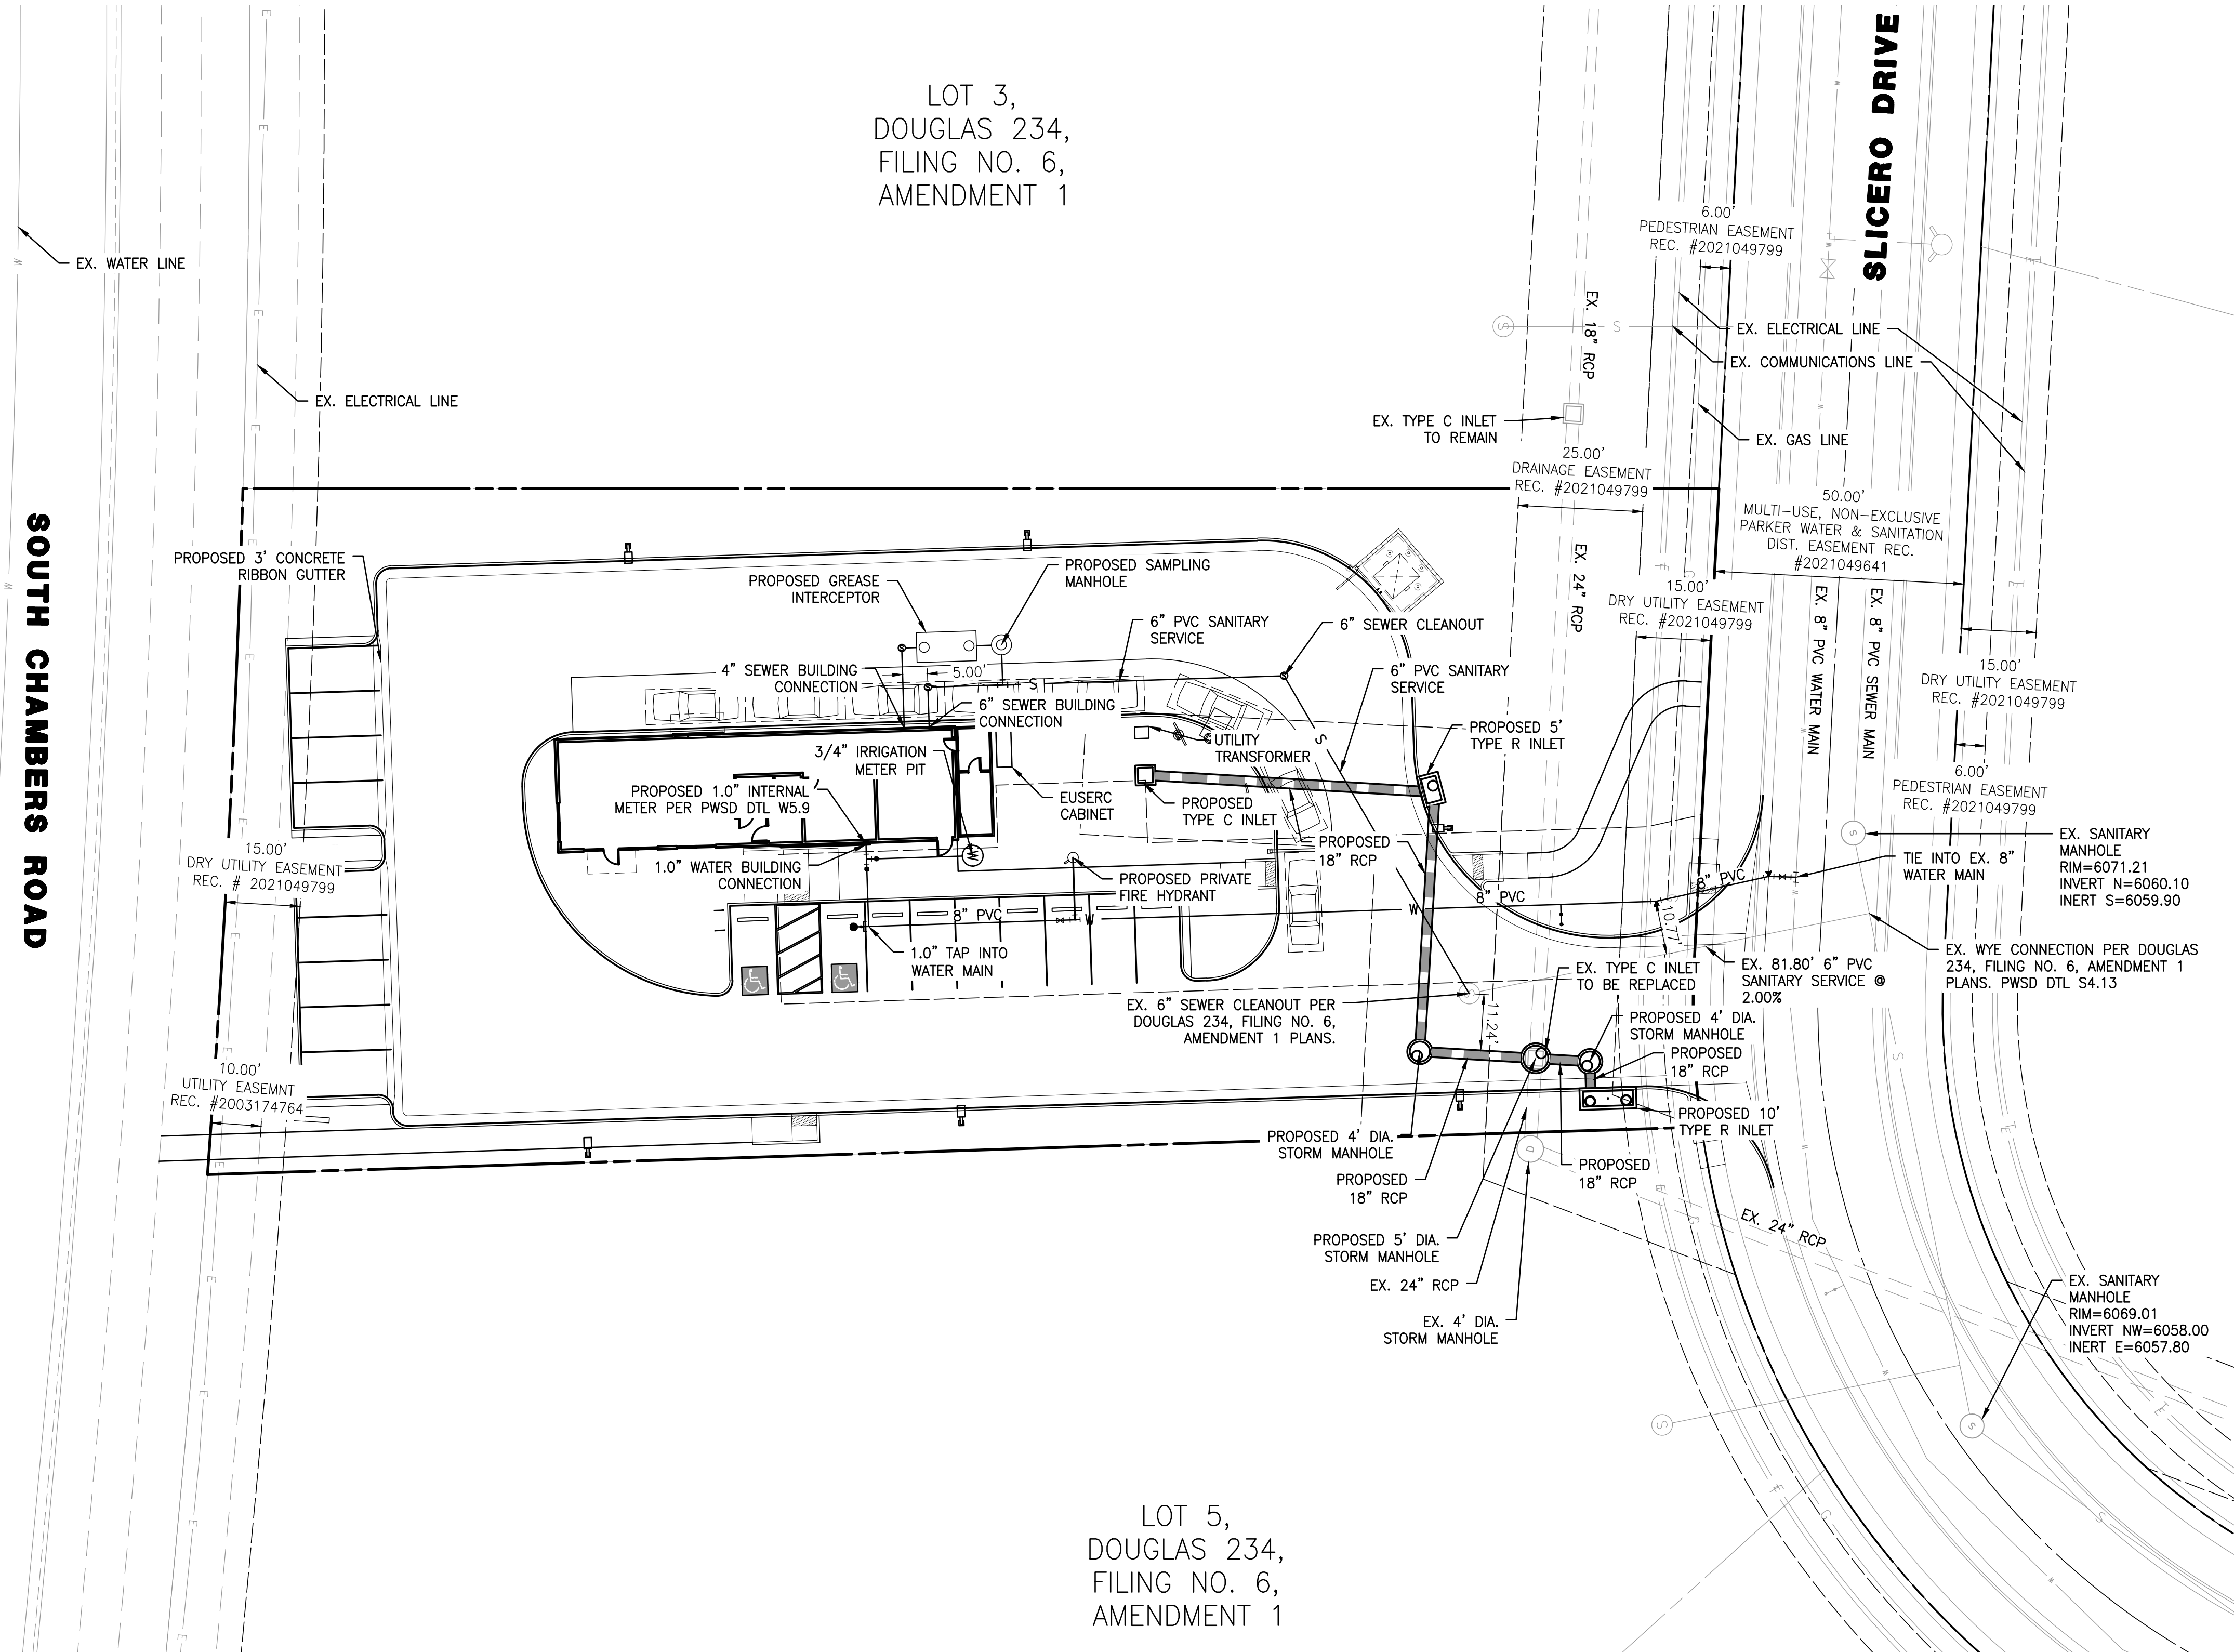 SLICERO DRIVE
LOT 3,
DOUGLAS 234,
FILING NO. 6,
AMENDMENT 1
6.00'
PEDESTRIAN EASEMENT
REC. #2021049799
EX. WATER LINE
EX. ELECTRICAL LINE
EX. ELECTRICAL LINE
EX. COMMUNICATIONS LINE
EX. 18" RCP
EX. TYPE C INLET
TO REMAIN
EX. GAS LINE
25.00'
DRAINAGE EASEMENT
REC. #2021049799
50.00'
MULTI-USE, NON-EXCLUSIVE
PARKER WATER & SANITATION
DIST. EASEMENT REC.
#2021049641
SOUTH CHAMBERS ROAD
PROPOSED 3' CONCRETE
RIBBON GUTTER
PROPOSED GREASE
INTERCEPTOR
PROPOSED SAMPLING
MANHOLE
EX. 24" RCP
15.00'
DRY UTILITY EASEMENT
REC. #2021049799
EX. 8" PVC WATER MAIN
EX. 8" PVC SEWER MAIN
6" PVC SANITARY
SERVICE
6" SEWER CLEANOUT
4" SEWER BUILDING
CONNECTION
5.00'
S
6" PVC SANITARY
SERVICE
15.00'
DRY UTILITY EASEMENT
REC. #2021049799
6" SEWER BUILDING
CONNECTION
PROPOSED 5'
TYPE R INLET
3/4" IRRIGATION
METER PIT
UTILITY
TRANSFORMER
S
PROPOSED 1.0" INTERNAL
METER PER PWSD DTL W5.9
EUSERC
CABINET
PROPOSED
TYPE C INLET
6.00'
PEDESTRIAN EASEMENT
REC. #2021049799
PROPOSED
18" RCP
EX. SANITARY
MANHOLE
RIM=6071.21
INVERT N=6060.10
INERT S=6059.90
15.00'
DRY UTILITY EASEMENT
REC. # 2021049799
1.0" WATER BUILDING
CONNECTION
W
PROPOSED PRIVATE
FIRE HYDRANT
TIE INTO EX. 8"
WATER MAIN
8" PVC
W
8" PVC
W
8" PVC
10.77'
1.0" TAP INTO
WATER MAIN
EX. WYE CONNECTION PER DOUGLAS
234, FILING NO. 6, AMENDMENT 1
PLANS. PWSD DTL S4.13
EX. TYPE C INLET
TO BE REPLACED
EX. 81.80' 6" PVC
SANITARY SERVICE @
2.00%
EX. 6" SEWER CLEANOUT PER
DOUGLAS 234, FILING NO. 6,
AMENDMENT 1 PLANS.
11.24'
PROPOSED 4' DIA.
STORM MANHOLE
PROPOSED
18" RCP
10.00'
UTILITY EASEMNT
REC. #2003174764
PROPOSED 10'
TYPE R INLET
PROPOSED 4' DIA.
STORM MANHOLE
PROPOSED
18" RCP
PROPOSED
18" RCP
D
PROPOSED 5' DIA.
STORM MANHOLE
EX. 24" RCP
EX. 24" RCP
EX. 4' DIA.
STORM MANHOLE
EX. SANITARY
MANHOLE
RIM=6069.01
INVERT NW=6058.00
INERT E=6057.80
LOT 5,
DOUGLAS 234,
FILING NO. 6,
AMENDMENT 1